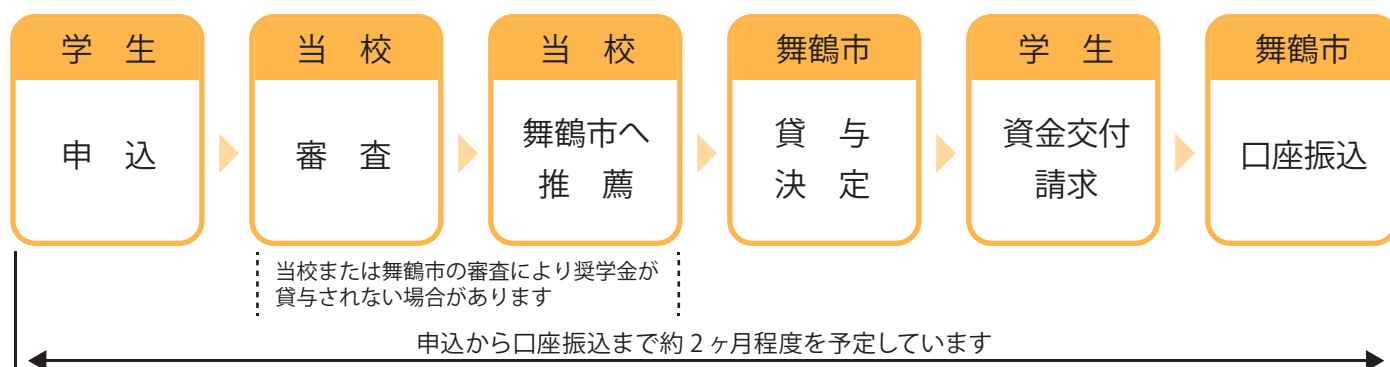 学 生
申 込
当 校
審 査
当 校
舞鶴市へ
推 薦
舞鶴市
貸 与
決 定
学 生
資金交付
請求
舞鶴市
口座振込
当校または舞鶴市の審査により奨学金が
貸与されない場合があります
申込から口座振込まで約 2 ヶ月程度を予定しています